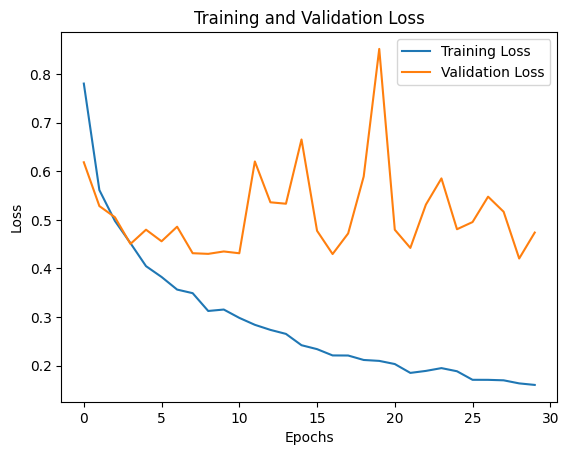 Training and Validation Loss
Training Loss
Validation Loss
Loss
0.8
0.7
0.6
0.5
0.4
0.3
0.2
0 5 10 15 20 25 30
Epochs